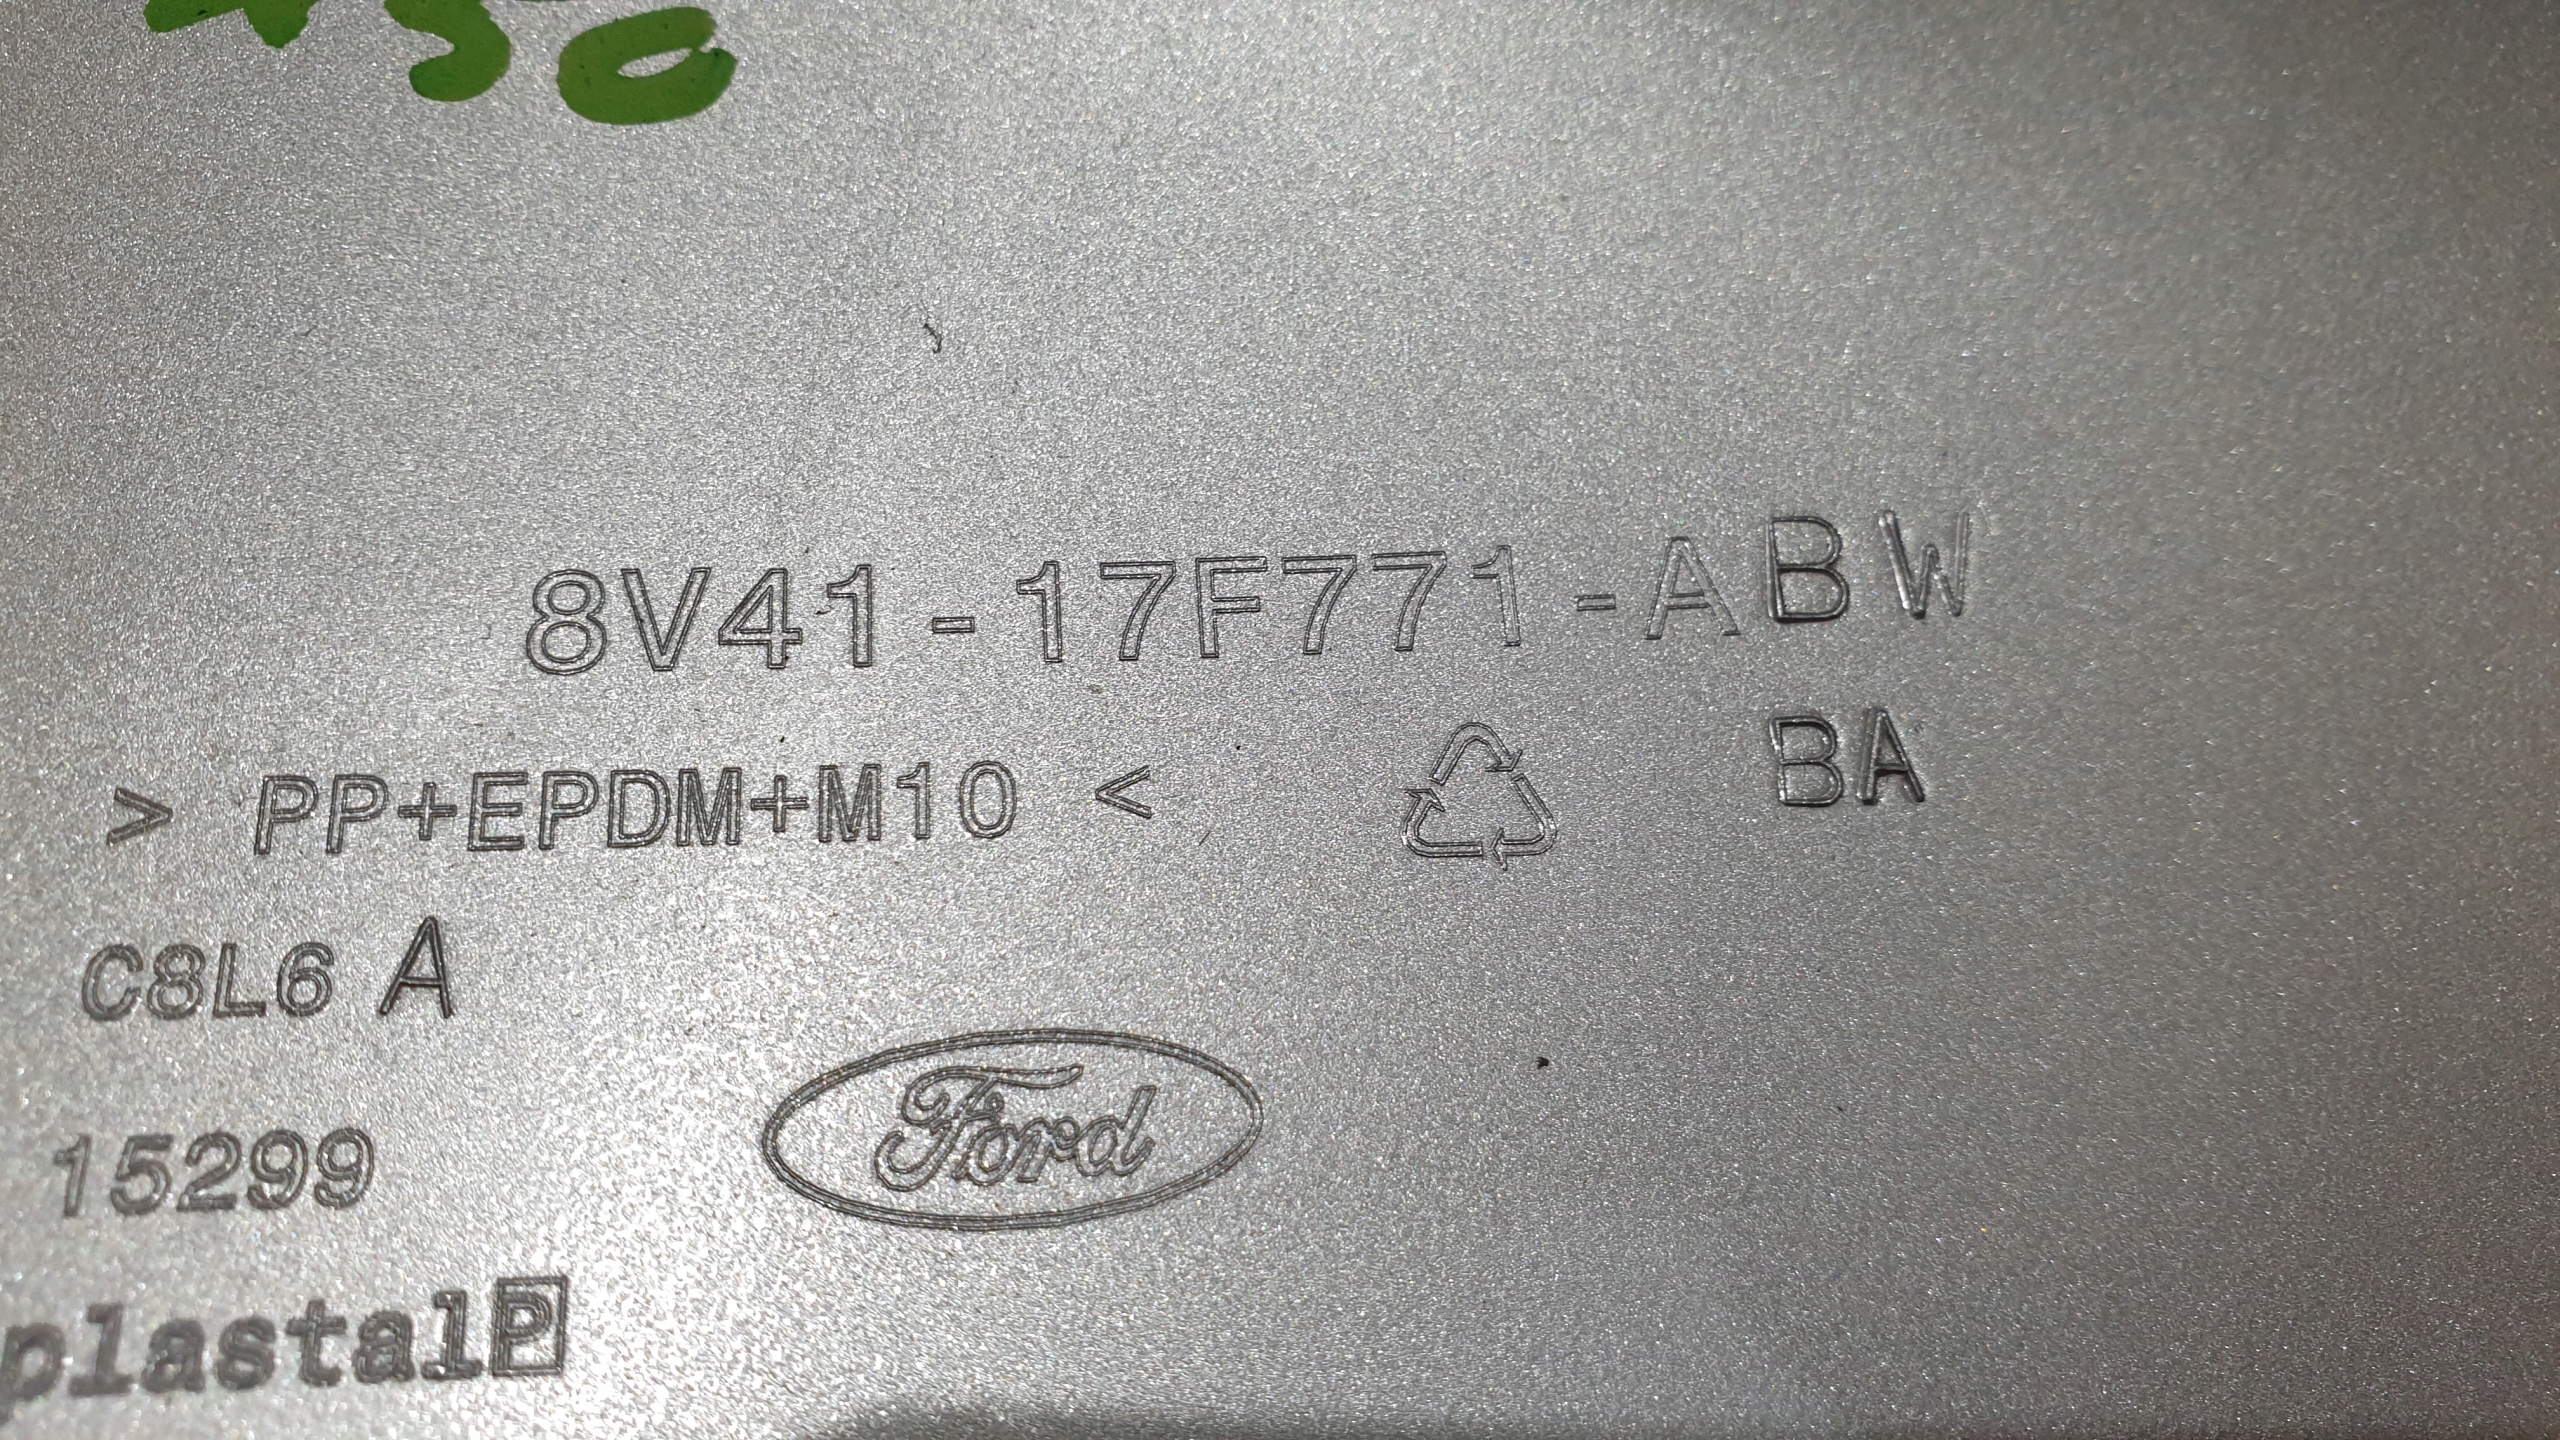 8V41-17F771-ABW
BA
> PP+EPDM+M10 <
C8L6 A
Ford
15299
plastal P